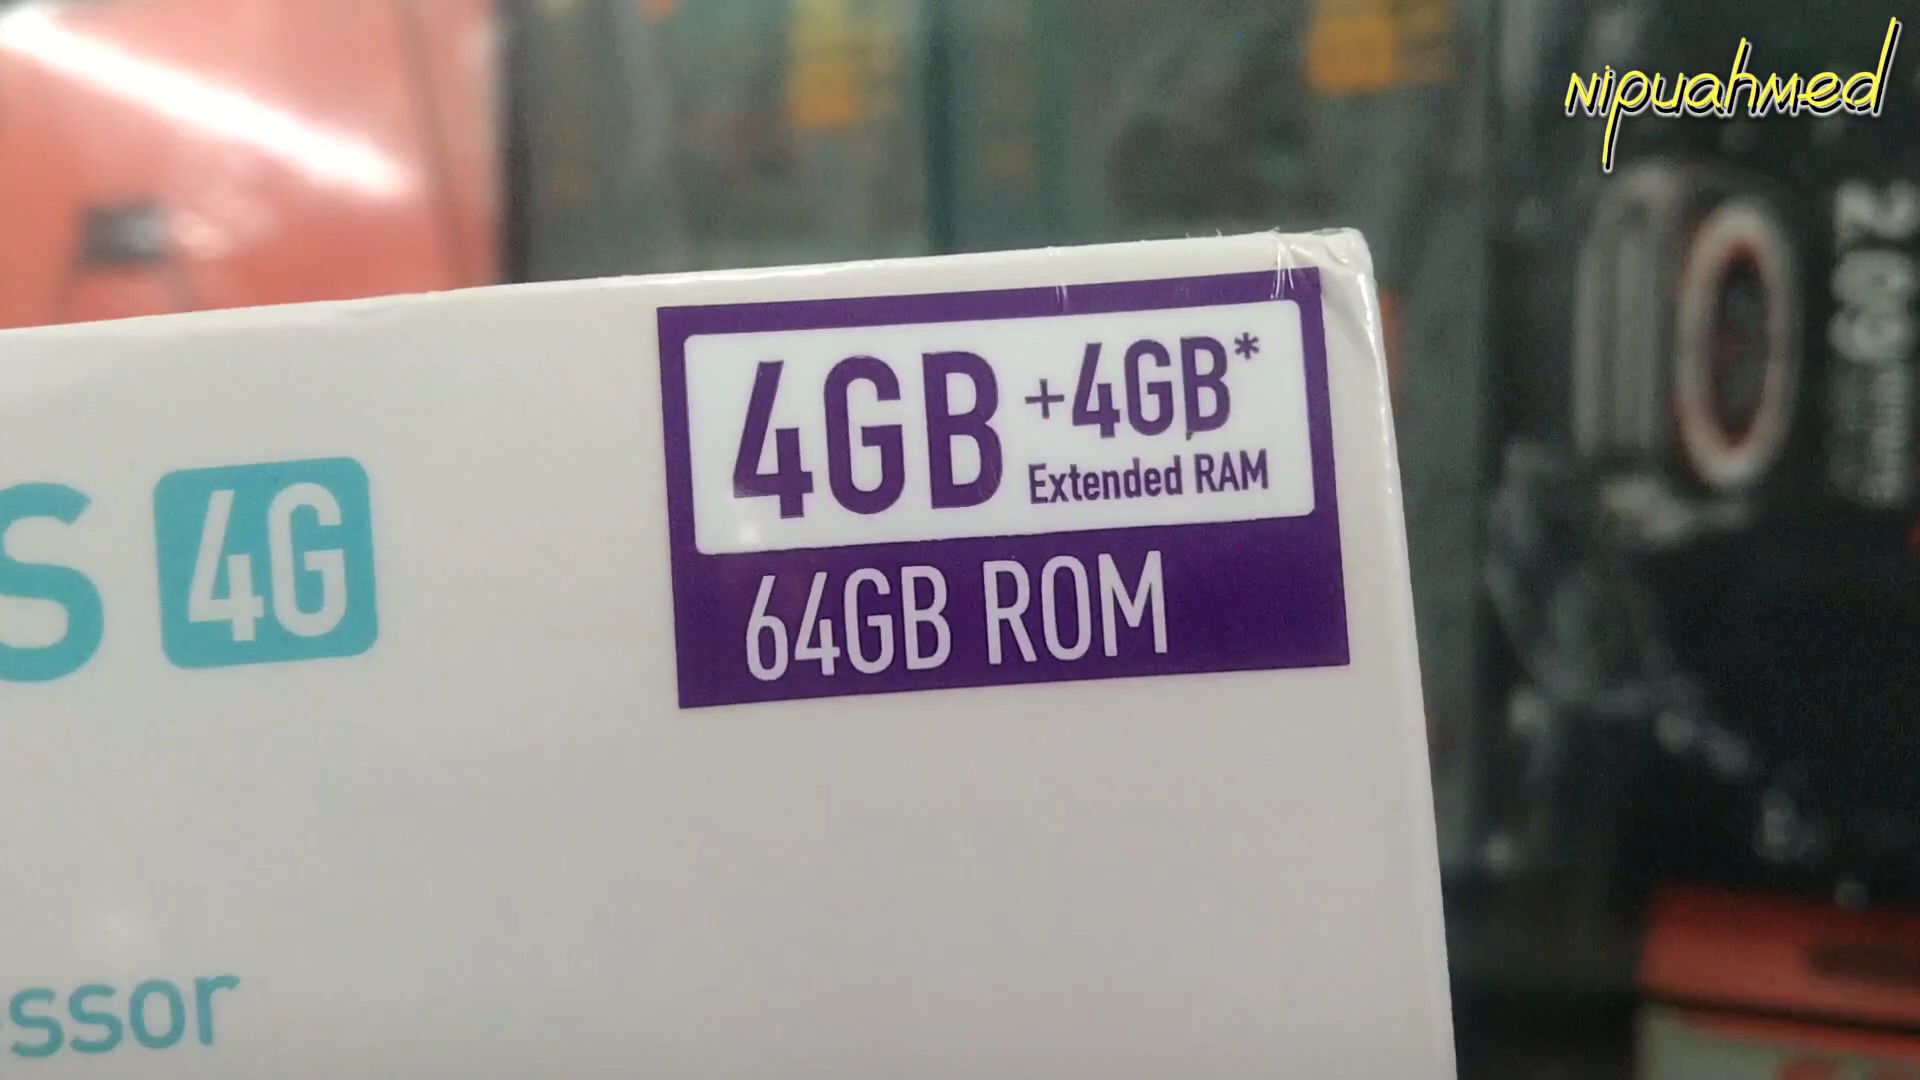 nipuahmed
4GB +4GB*
Extended RAM
64GB ROM
S 4G
ssor